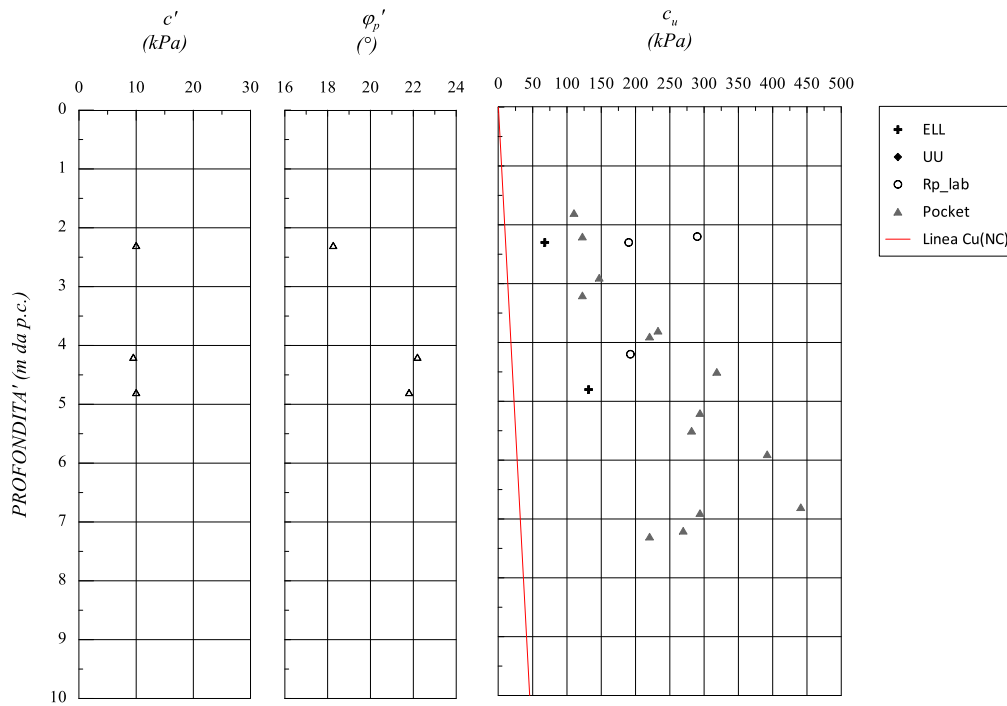 c' φp' cu
(kPa) (°) (kPa)
0 10 20 30 16 18 20 22 24 0 50 100 150 200 250 300 350 400 450 500
0
1
2
3
4
5
6
7
8
9
10
PROFONDITA' (m da p.c.)
ELL
UU
Rp_lab
Pocket
Linea Cu(NC)